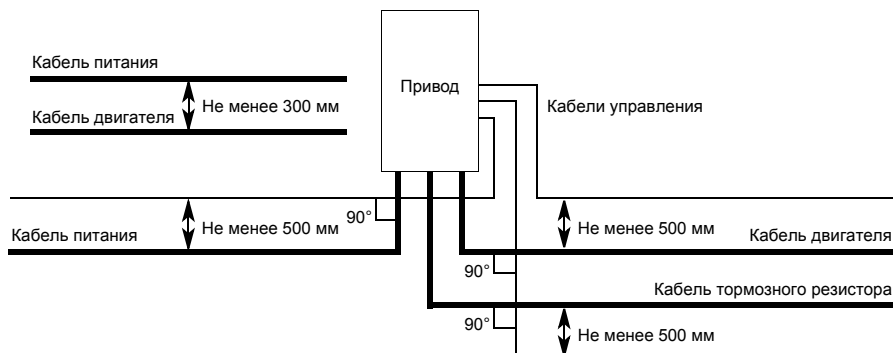 Кабель питания
Привод
Не менее 300 мм
Кабели управления
Кабель двигателя
90°
Не менее 500 мм
Не менее 500 мм
Кабель питания
Кабель двигателя
90°
Кабель тормозного резистора
90°
Не менее 500 мм